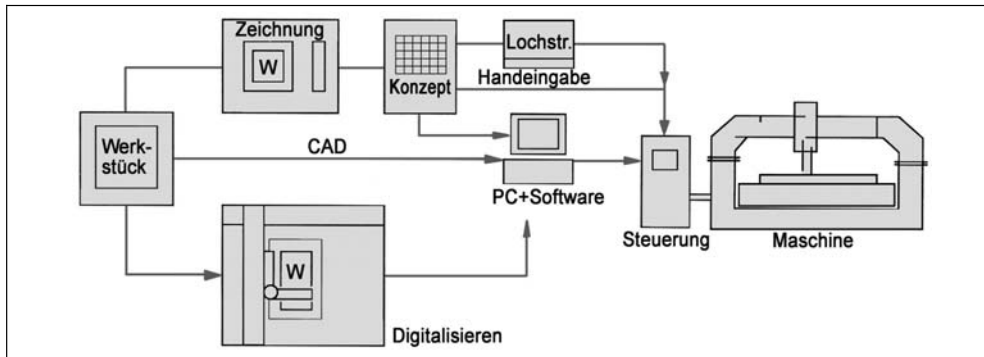 Zeichnung
W
Konzept
Lochstr.
Handeingabe
Werk-
stück
CAD
PC+Software
Steuerung
Maschine
W
Digitalisieren